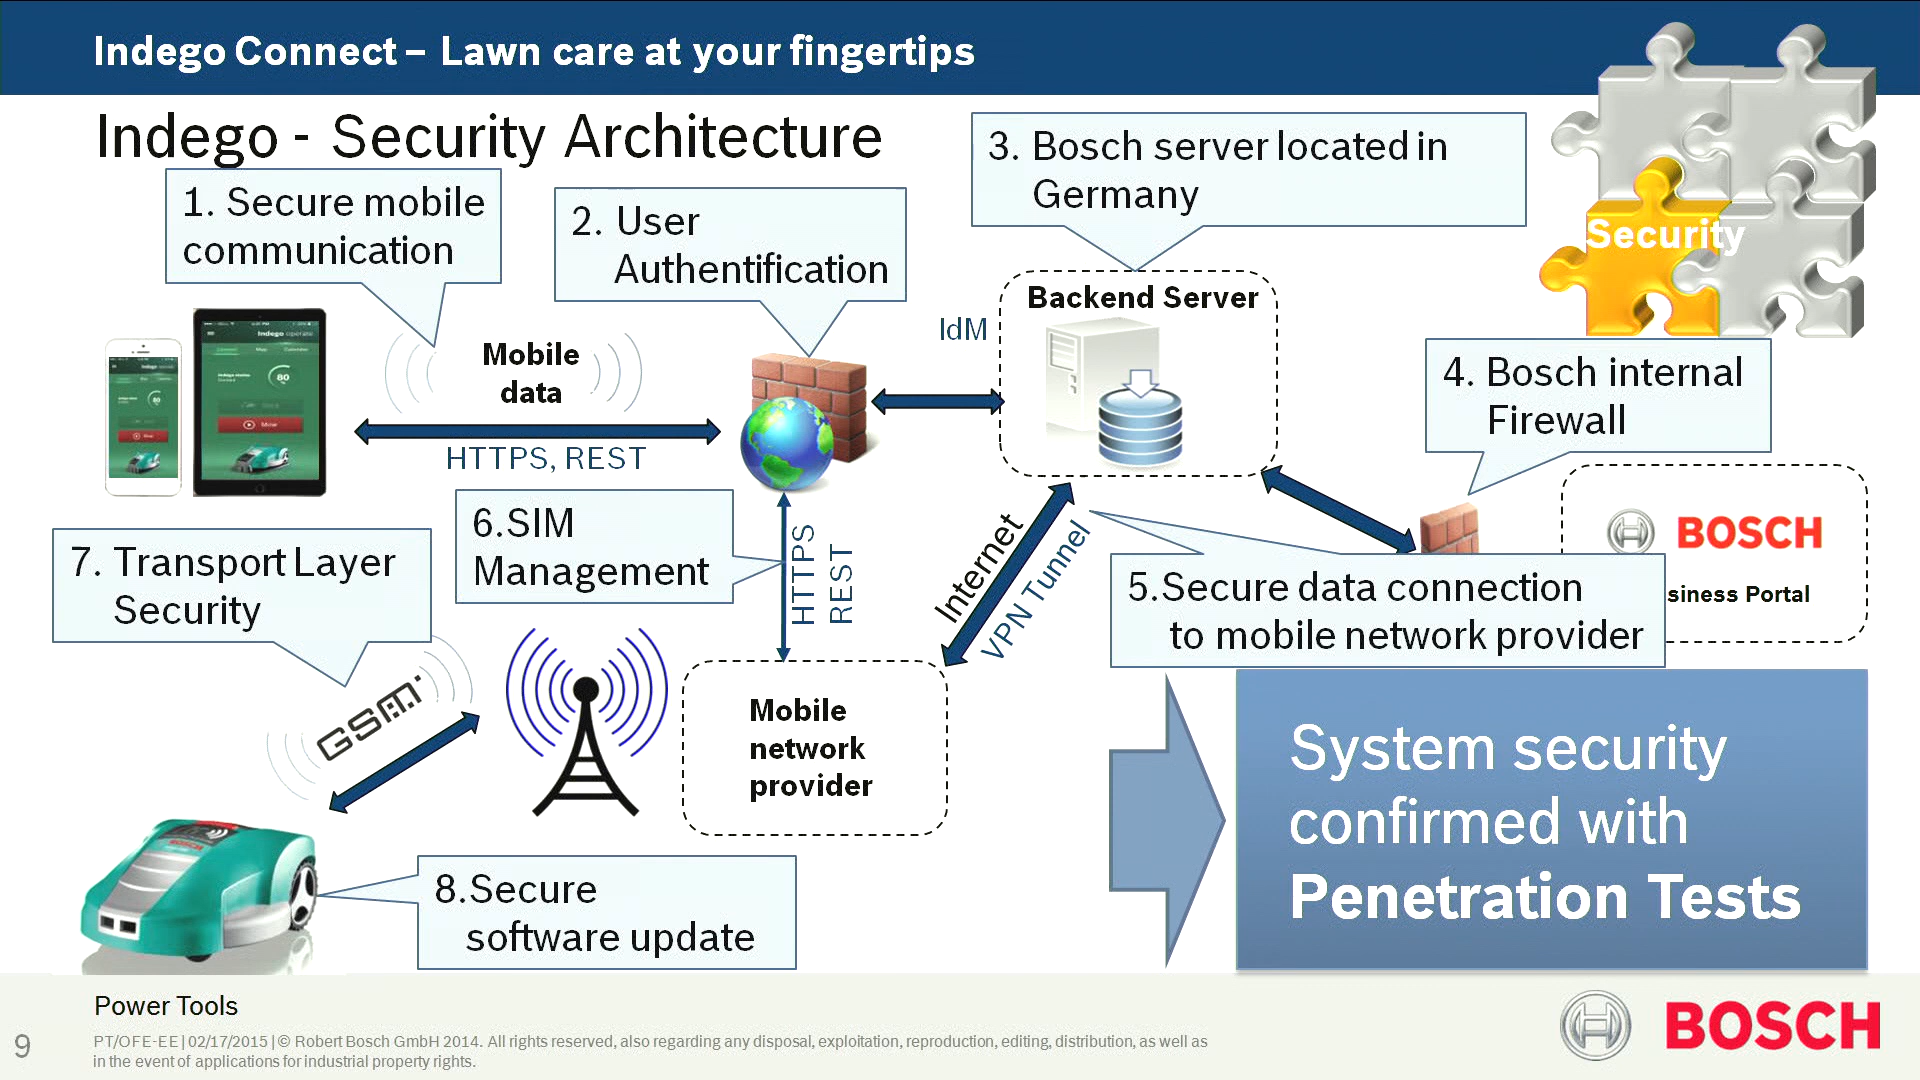 Indego Connect – Lawn care at your fingertips
Indego - Security Architecture
1. Secure mobile
communication
2. User
Authentification
3. Bosch server located in
Germany
Security
Mobile
data
HTTPS, REST
IdM
Backend Server
4. Bosch internal
Firewall
BOSCH
siness Portal
5.Secure data connection
to mobile network provider
Internet
VPN Tunnel
6.SIM
Management
HTTPS
REST
7. Transport Layer
Security
GSM
Mobile
network
provider
8.Secure
software update
BOSCH
System security
confirmed with
Penetration Tests
Power Tools
9
PT/OFE-EE | 02/17/2015 | © Robert Bosch GmbH 2014. All rights reserved, also regarding any disposal, exploitation, reproduction, editing, distribution, as well as
in the event of applications for industrial property rights.
BOSCH